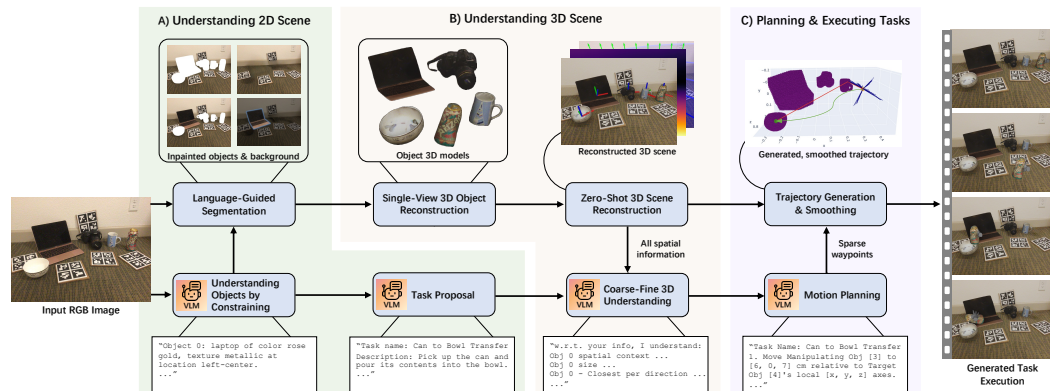 A) Understanding 2D Scene
B) Understanding 3D Scene
C) Planning & Executing Tasks
Inpainted objects & background
Object 3D models
Reconstructed 3D scene
Generated, smoothed trajectory
Language-Guided
Segmentation
Single-View 3D Object
Reconstruction
Zero-Shot 3D Scene
Reconstruction
Trajectory Generation
& Smoothing
All spatial
information
Sparse
waypoints
Input RGB Image
VLM
Understanding
Objects by
Constraining
VLM
Task Proposal
VLM
Coarse-Fine 3D
Understanding
VLM
Motion Planning
"Object 0: laptop of color rose
gold, texture metallic at
location left-center.
..."
"Task name: Can to Bowl Transfer
Description: Pick up the can and
pour its contents into the bowl.
..."
"w.r.t. your info, I understand:
Obj 0 spatial context ...
Obj 0 size ...
Obj 0 - Closest per direction ...
..."
"Task Name: Can to Bowl Transfer
1. Move Manipulating Obj [3] to
[6, 0, 7] cm relative to Target
Obj [4]'s local [x, y, z] axes.
..."
Generated Task
Execution